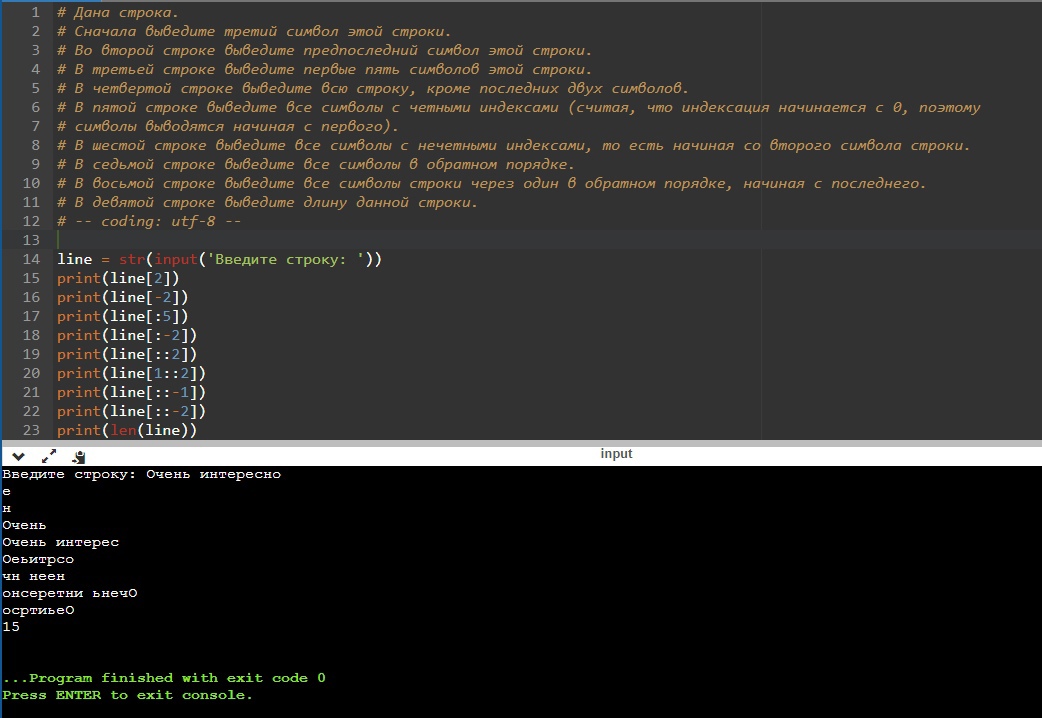 1 # Дана строка.
2 # Сначала выведите третий символ этой строки.
3 # Во второй строке выведите предпоследний символ этой строки.
4 # В третьей строке выведите первые пять символов этой строки.
5 # В четвертой строке выведите всю строку, кроме последних двух символов.
6 # В пятой строке выведите все символы с четными индексами (считая, что индексация начинается с 0, поэтому
7 # символы выводятся начиная с первого).
8 # В шестой строке выведите все символы с нечетными индексами, то есть начиная со второго символа строки.
9 # В седьмой строке выведите все символы в обратном порядке.
10 # В восьмой строке выведите все символы строки через один в обратном порядке, начиная с последнего.
11 # В девятой строке выведите длину данной строки.
12 # -- coding: utf-8 --
13
14 line = str(input('Введите строку: '))
15 print(line[2])
16 print(line[-2])
17 print(line[:5])
18 print(line[:-2])
19 print(line[::2])
20 print(line[1::2])
21 print(line[::-1])
22 print(line[::-2])
23 print(len(line))
input
Введите строку: Очень интересно
е
н
Очень
Очень интерес
Оеьитрсо
чн неен
онсеретни ьнечО
осртиьеО
15
...Program finished with exit code 0
Press ENTER to exit console.